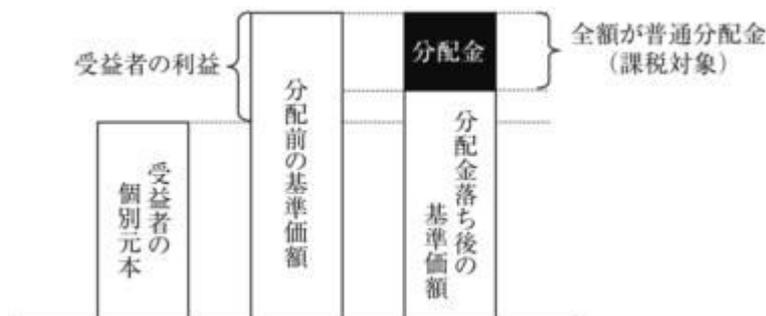 受益者の利益
受益者の
個別元本
分配前の基準価額
分配金
分配金落ち後の
基準価額
全額が普通分配金
（課税対象）